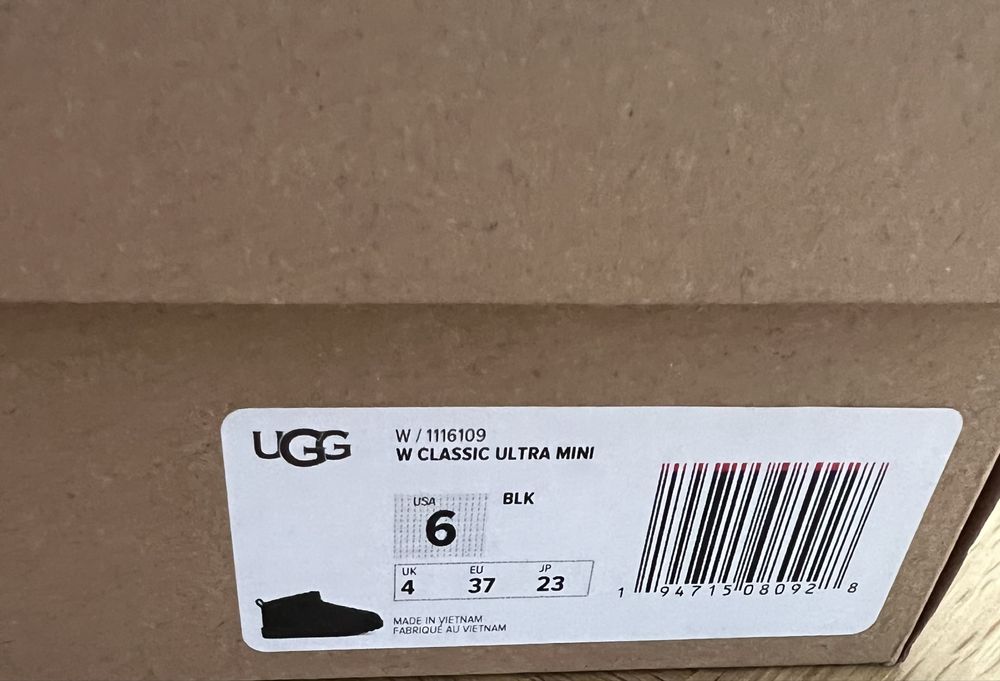 UGG
W / 1116109
W CLASSIC ULTRA MINI
USA
6
BLK
UK EU JP
4 37 23
MADE IN VIETNAM
FABRIQUÉ AU VIETNAM
1 94715 08092 8